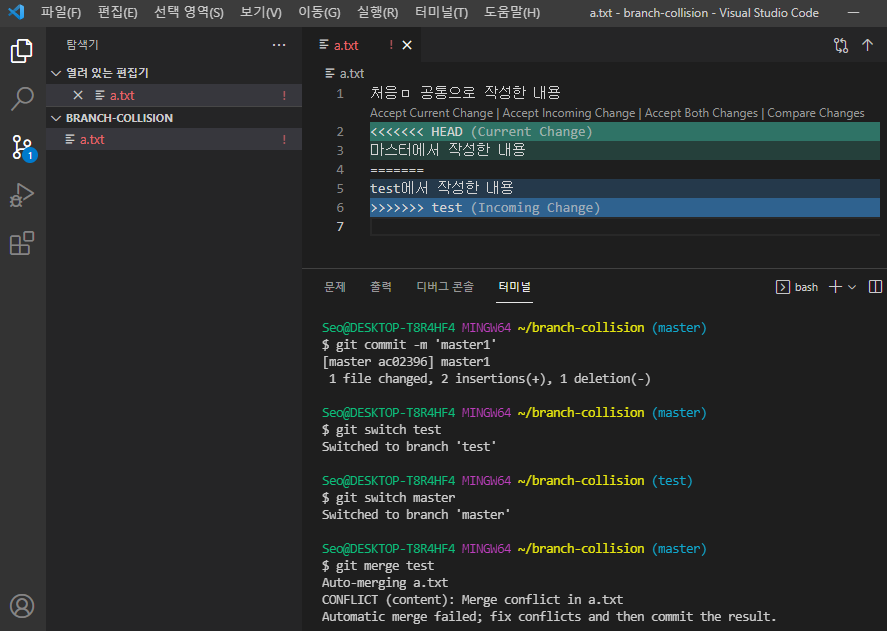 파일(F) 편집(E) 선택 영역(S) 보기(V) 이동(G) 실행(R) 터미널(T) 도움말(H) a.txt - branch-collision - Visual Studio Code
탐색기
열려 있는 편집기
a.txt !
BRANCH-COLLISION
a.txt !
1
a.txt !
a.txt
1 처음ㅁ 공통으로 작성한 내용
Accept Current Change | Accept Incoming Change | Accept Both Changes | Compare Changes
2 <<<<<<< HEAD (Current Change)
3 마스터에서 작성한 내용
4 =======
5 test에서 작성한 내용
6 >>>>>>> test (Incoming Change)
7
문제 출력 디버그 콘솔 터미널 bash
Seo@DESKTOP-T8R4HF4 MINGW64 ~/branch-collision (master)
$ git commit -m 'master1'
[master ac02396] master1
1 file changed, 2 insertions(+), 1 deletion(-)
Seo@DESKTOP-T8R4HF4 MINGW64 ~/branch-collision (master)
$ git switch test
Switched to branch 'test'
Seo@DESKTOP-T8R4HF4 MINGW64 ~/branch-collision (test)
$ git switch master
Switched to branch 'master'
Seo@DESKTOP-T8R4HF4 MINGW64 ~/branch-collision (master)
$ git merge test
Auto-merging a.txt
CONFLICT (content): Merge conflict in a.txt
Automatic merge failed; fix conflicts and then commit the result.